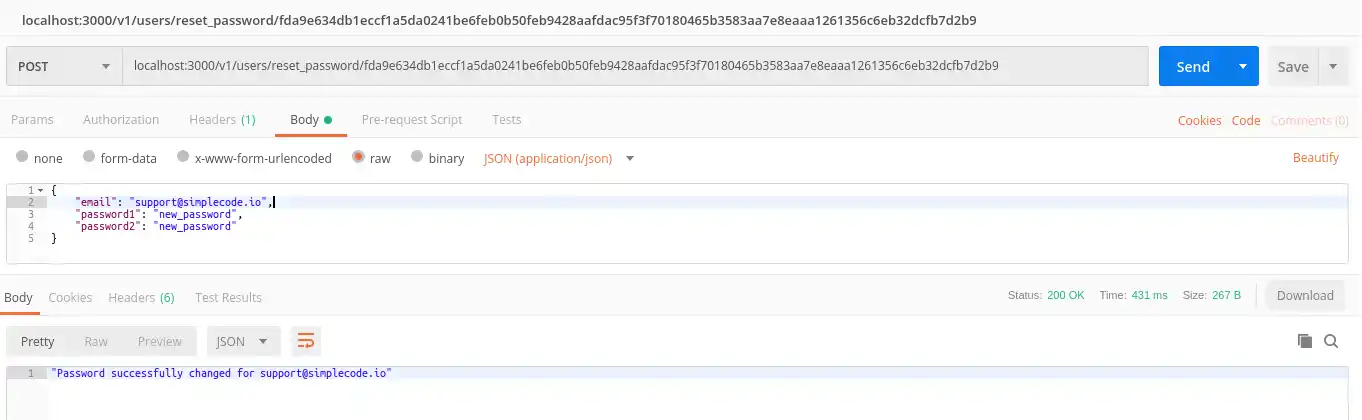 localhost:3000/v1/users/reset_password/fda9e634db1eccf1a5da0241be6feb0b50feb9428aafdac95f3f70180465b3583aa7e8eaaa1261356c6eb32dcfb7d2b9
POST localhost:3000/v1/users/reset_password/fda9e634db1eccf1a5da0241be6feb0b50feb9428aafdac95f3f70180465b3583aa7e8eaaa1261356c6eb32dcfb7d2b9 Send Save
Params Authorization Headers (1) Body Pre-request Script Tests Cookies Code Comments (0)
none form-data x-www-form-urlencoded raw binary JSON (application/json) Beautify
1 {
2 "email": "support@simplecode.io",
3 "password1": "new_password",
4 "password2": "new_password"
5 }
Body Cookies Headers (6) Test Results Status: 200 OK Time: 431 ms Size: 267 B Download
Pretty Raw Preview JSON
1 "Password successfully changed for support@simplecode.io"